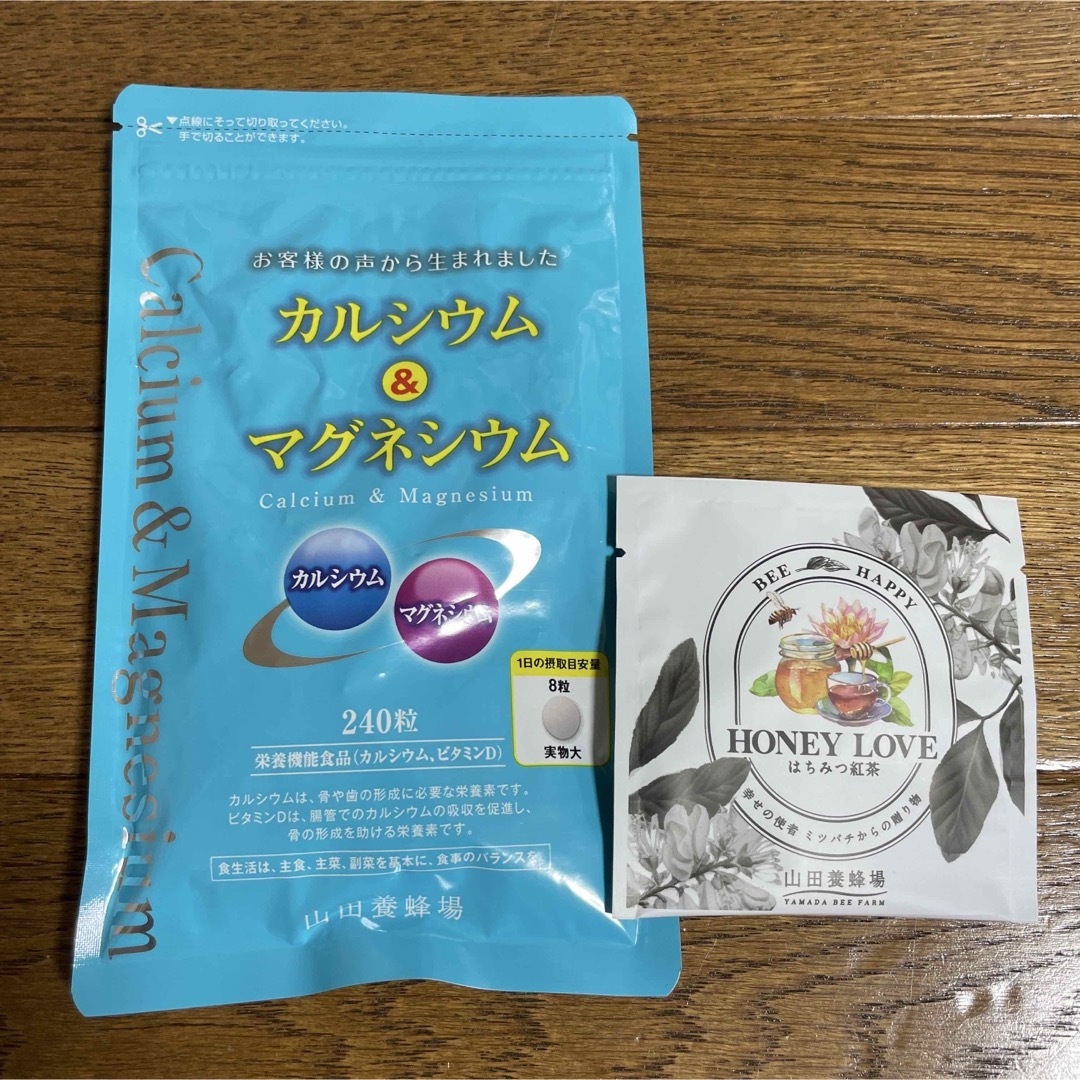 ▼点線にそって切り取ってください。
手で切ることができます。
Calcium & Magnesium
お客様の声から生まれました
カルシウム
&
マグネシウム
Calcium & Magnesium
カルシウム
マグネシウム
1日の摂取目安量
8粒
実物大
240粒
栄養機能食品(カルシウム、ビタミンD)
カルシウムは、骨や歯の形成に必要な栄養素です。
ビタミンDは、腸管でのカルシウムの吸収を促進し、
骨の形成を助ける栄養素です。
食生活は、主食、主菜、副菜を基本に、食事のバランスを。
山田養蜂場
BEE HAPPY
HONEY LOVE
はちみつ紅茶
幸せの使者 ミツバチからの贈り物
山田養蜂場
YAMADA BEE FARM